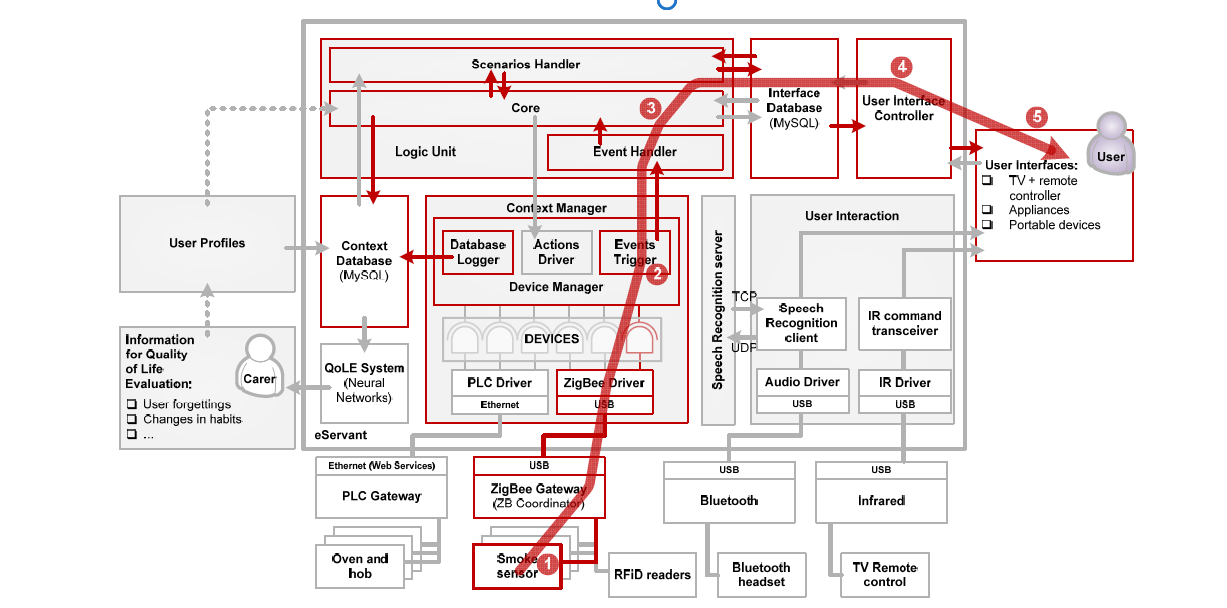 Scenarios Handler
Core
Logic Unit
Event Handler
3
Interface
Database
(MySQL)
4
User Interface
Controller
5
User
User Interfaces:
TV + remote
controller
Appliances
Portable devices
User Profiles
Context
Database
(MySQL)
Context Manager
Database
Logger
Actions
Driver
Events
Trigger
2
Device Manager
DEVICES
PLC Driver
Ethernet
ZigBee Driver
USB
Speech Recognition server
TCP
UDP
User Interaction
Speech
Recognition
client
IR command
transceiver
Audio Driver
USB
IR Driver
USB
Information
for Quality
of Life
Evaluation:
User forgettings
Changes in habits
...
Carer
QoLE System
(Neural
Networks)
eServant
Ethernet (Web Services)
PLC Gateway
USB
ZigBee Gateway
(ZB Coordinator)
USB
Bluetooth
USB
Infrared
Oven and
hob
Smoke
sensor
1
RFiD readers
Bluetooth
headset
TV Remote
control